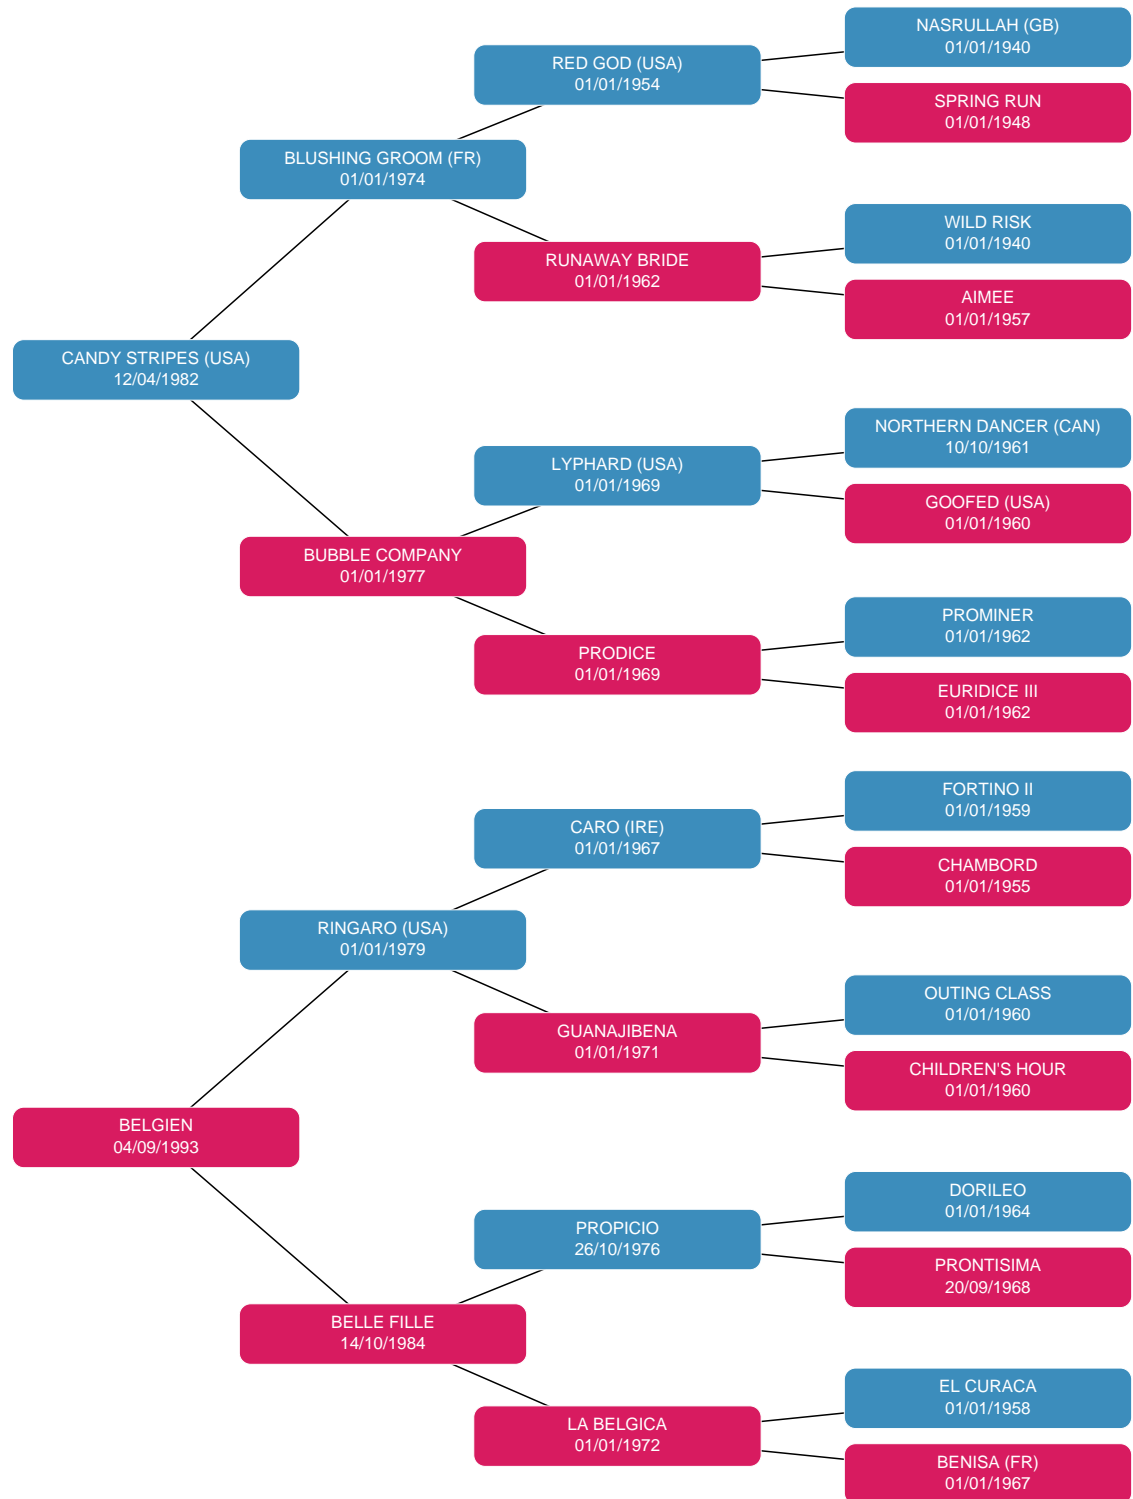 NASRULLAH (GB)
01/01/1940
RED GOD (USA)
01/01/1954
SPRING RUN
01/01/1948
BLUSHING GROOM (FR)
01/01/1974
WILD RISK
01/01/1940
RUNAWAY BRIDE
01/01/1962
AIMEE
01/01/1957
CANDY STRIPES (USA)
12/04/1982
NORTHERN DANCER (CAN)
10/10/1961
LYPHARD (USA)
01/01/1969
GOOFED (USA)
01/01/1960
BUBBLE COMPANY
01/01/1977
PROMINER
01/01/1962
PRODICE
01/01/1969
EURIDICE III
01/01/1962
FORTINO II
01/01/1959
CARO (IRE)
01/01/1967
CHAMBORD
01/01/1955
RINGARO (USA)
01/01/1979
OUTING CLASS
01/01/1960
GUANAJIBENA
01/01/1971
CHILDREN'S HOUR
01/01/1960
BELGIEN
04/09/1993
DORILEO
01/01/1964
PROPICIO
26/10/1976
PRONTISIMA
20/09/1968
BELLE FILLE
14/10/1984
EL CURACA
01/01/1958
LA BELGICA
01/01/1972
BENISA (FR)
01/01/1967